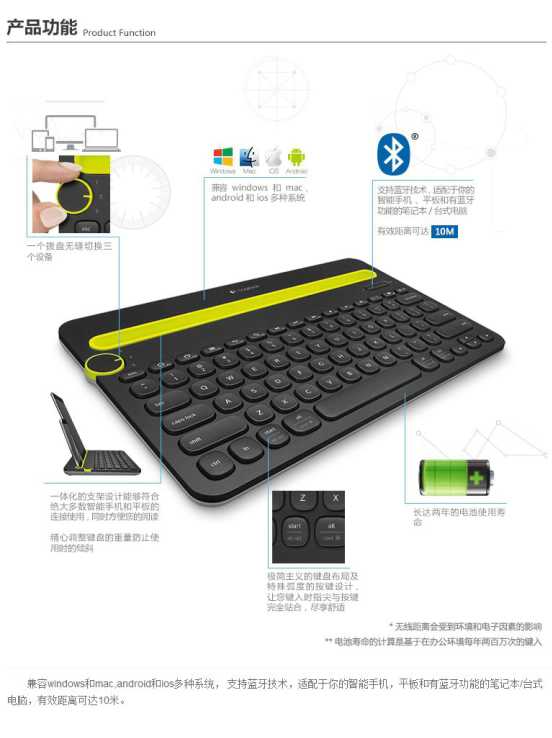 产品功能 Product Function
Windows Mac iOS Android
兼容 windows 和 mac、
android 和 ios 多种系统
支持蓝牙技术，适配于你的
智能手机、平板和有蓝牙
功能的笔记本/台式电脑
有效距离可达 10M
一个拨盘无缝切换三
个设备
一体化的支架设计能够符合
绝大多数智能手机和平板的
连接使用，同时方便您的阅读
精心调整键盘的重量防止使
用时的倾斜
长达两年的电池使用寿
命
Z X
start alt
极简主义的键盘布局及
特殊弧度的按键设计，
让您键入时指尖与按键
完全贴合，尽享舒适
* 无线距离会受到环境和电子因素的影响
** 电池寿命的计算是基于在办公环境每年两百万次的键入
兼容windows和mac,android和ios多种系统， 支持蓝牙技术，适配于你的智能手机，平板和有蓝牙功能的笔记本/台式
电脑，有效距离可达10米。